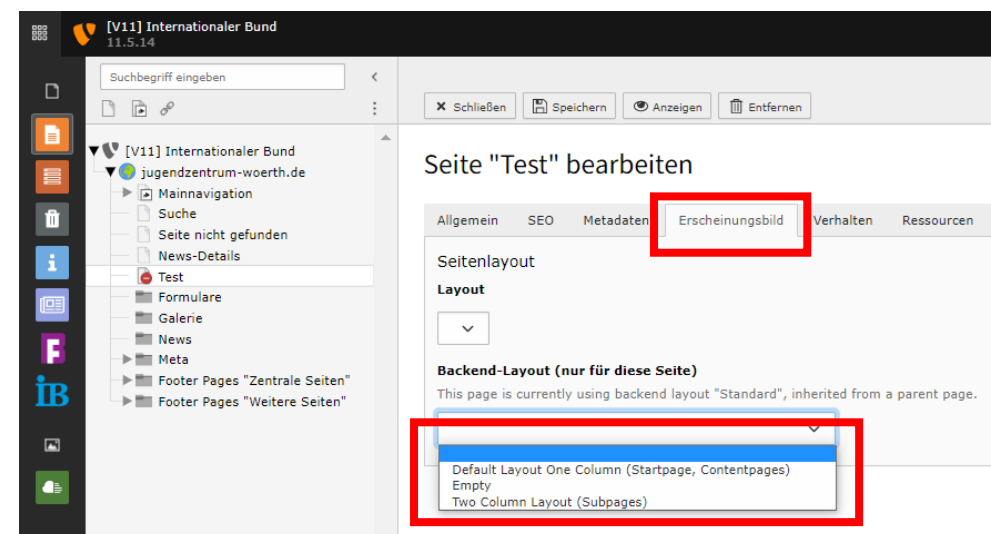 [V11] Internationaler Bund
11.5.14
Suchbegriff eingeben
[V11] Internationaler Bund
jugendzentrum-woerth.de
Mainnavigation
Suche
Seite nicht gefunden
News-Details
Test
Formulare
Galerie
News
Meta
Footer Pages "Zentrale Seiten"
Footer Pages "Weitere Seiten"
F
iB
Schließen Speichern Anzeigen Entfernen
Seite "Test" bearbeiten
Allgemein SEO Metadaten Erscheinungsbild Verhalten Ressourcen
Seitenlayout
Layout
Backend-Layout (nur für diese Seite)
This page is currently using backend layout "Standard", inherited from a parent page.
Default Layout One Column (Startpage, Contentpages)
Empty
Two Column Layout (Subpages)